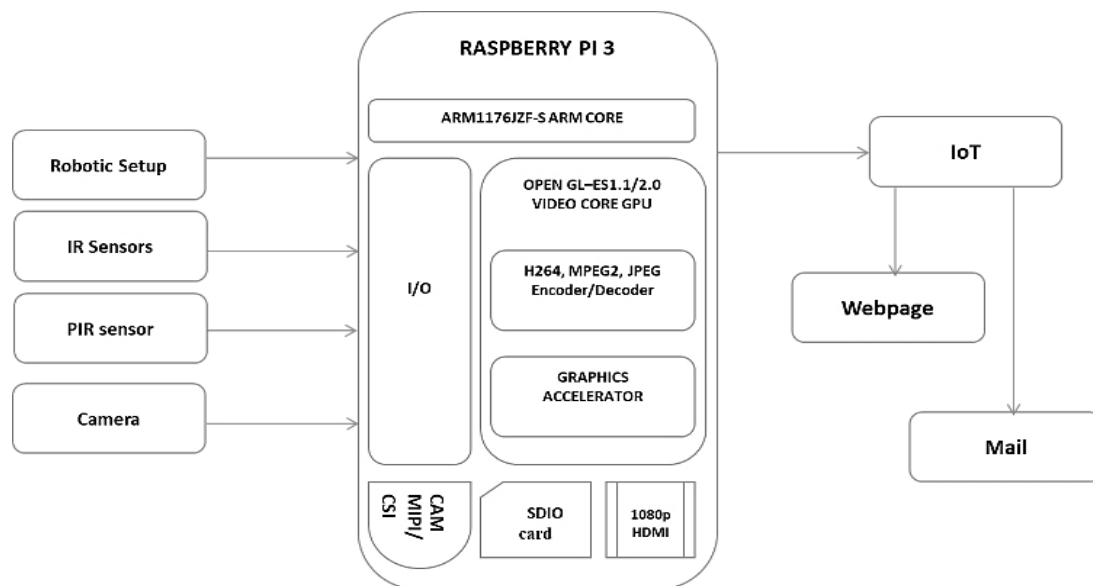 RASPBERRY PI 3
ARM1176JZF-S ARM CORE
Robotic Setup
IR Sensors
PIR sensor
Camera
I/O
OPEN GL–ES1.1/2.0
VIDEO CORE GPU
H264, MPEG2, JPEG
Encoder/Decoder
GRAPHICS
ACCELERATOR
CAM
MIPI/
CSI
SDIO
card
1080p
HDMI
IoT
Webpage
Mail